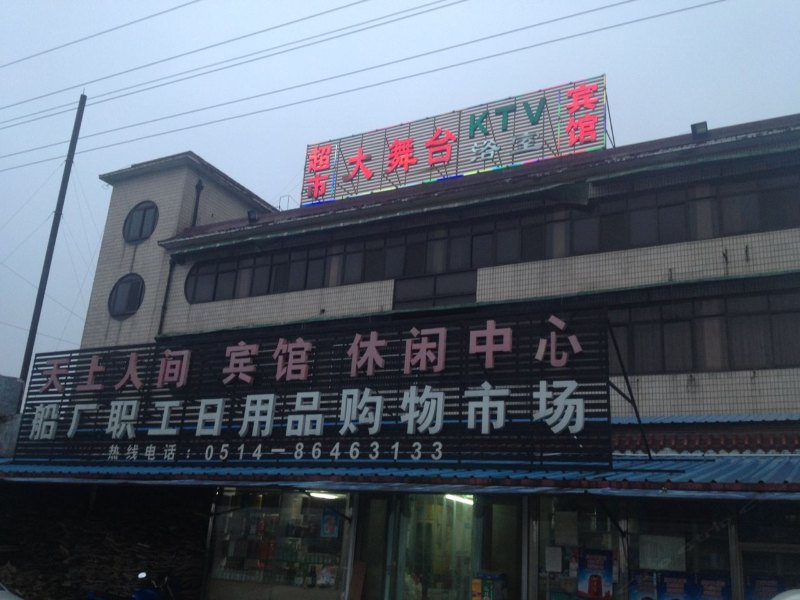 超市 大舞台 KTV 浴室 宾馆
天上人间 宾馆 休闲中心
船厂职工日用品购物市场
热线电话：0514-86463133